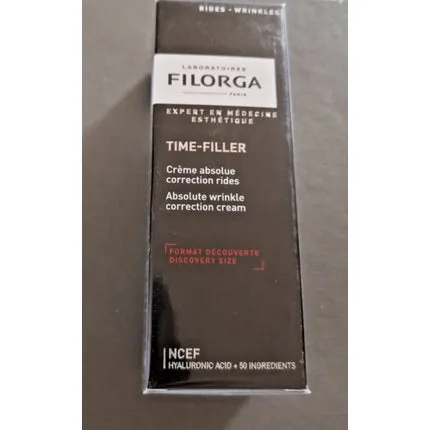 RIDES - WRINKLES
LABORATOIRES
FILORGA
PARIS
EXPERT EN MÉDECINE
ESTHÉTIQUE
TIME-FILLER
Crème absolue
correction rides
Absolute wrinkle
correction cream
FORMAT DÉCOUVERTE
DISCOVERY SIZE
NCEF
HYALURONIC ACID + 50 INGREDIENTS